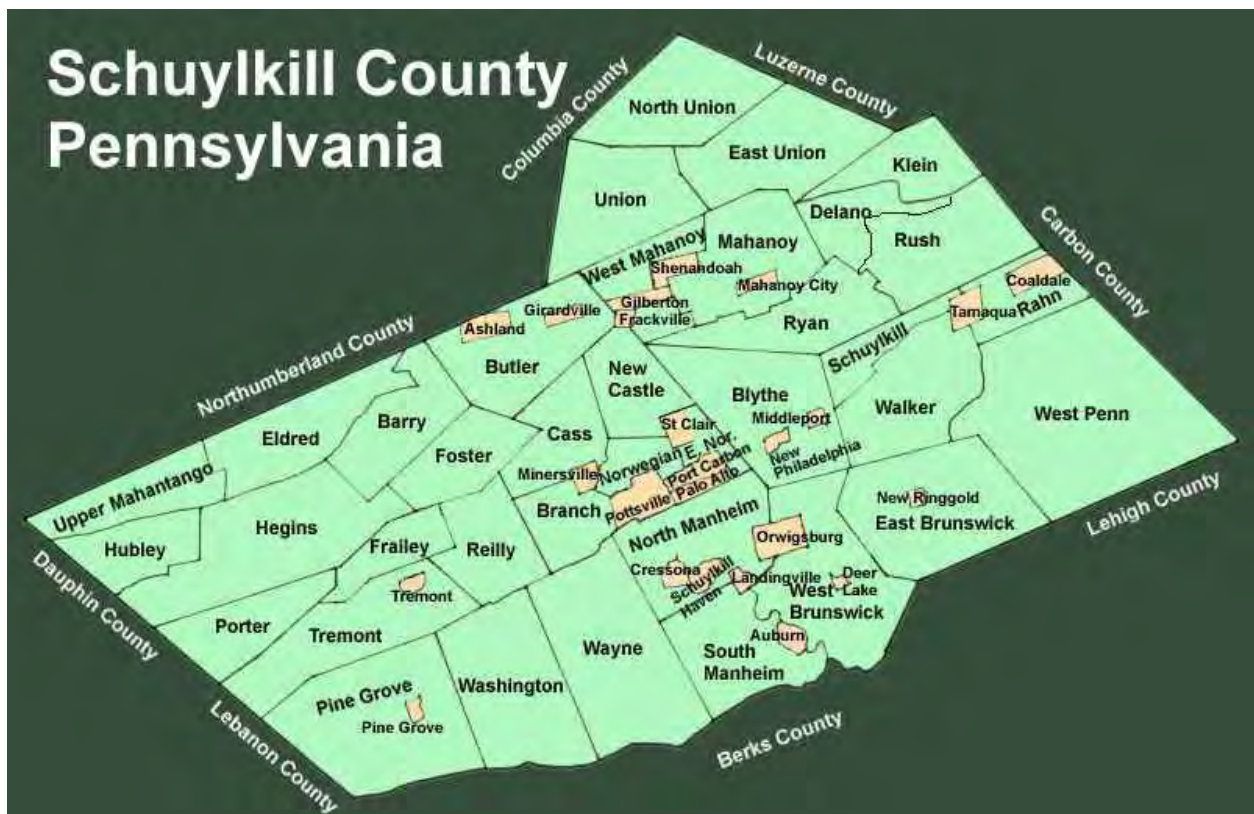 Schuylkill County
Pennsylvania
Columbia County
Luzerne County
North Union
East Union
Klein
Union
Delano
Carbon County
West Mahanoy
Mahanoy
Rush
Shenandoah
Coaldale
Mahanoy City
Rahn
Northumberland County
Girardville
Gilberton
Frackville
Tamaqua
Ashland
Ryan
Schuylkill
Butler
New
Castle
Blythe
Walker
West Penn
Eldred
Barry
Middleport
St Clair
Cass
Foster
Norwegian
E. Nor.
New
Philadelphia
Upper Mahantango
Minersville
Port Carbon
Palo Alto
Pottsville
New Ringgold
Lehigh County
Hegins
Branch
East Brunswick
Hubley
Frailey
Reilly
North Manheim
Orwigsburg
Dauphin County
Cressona
Schuylkill
Haven
Landingville
Deer
Lake
Tremont
West
Brunswick
Porter
Tremont
Wayne
Auburn
South
Manheim
Pine Grove
Washington
Pine Grove
Lebanon County
Berks County